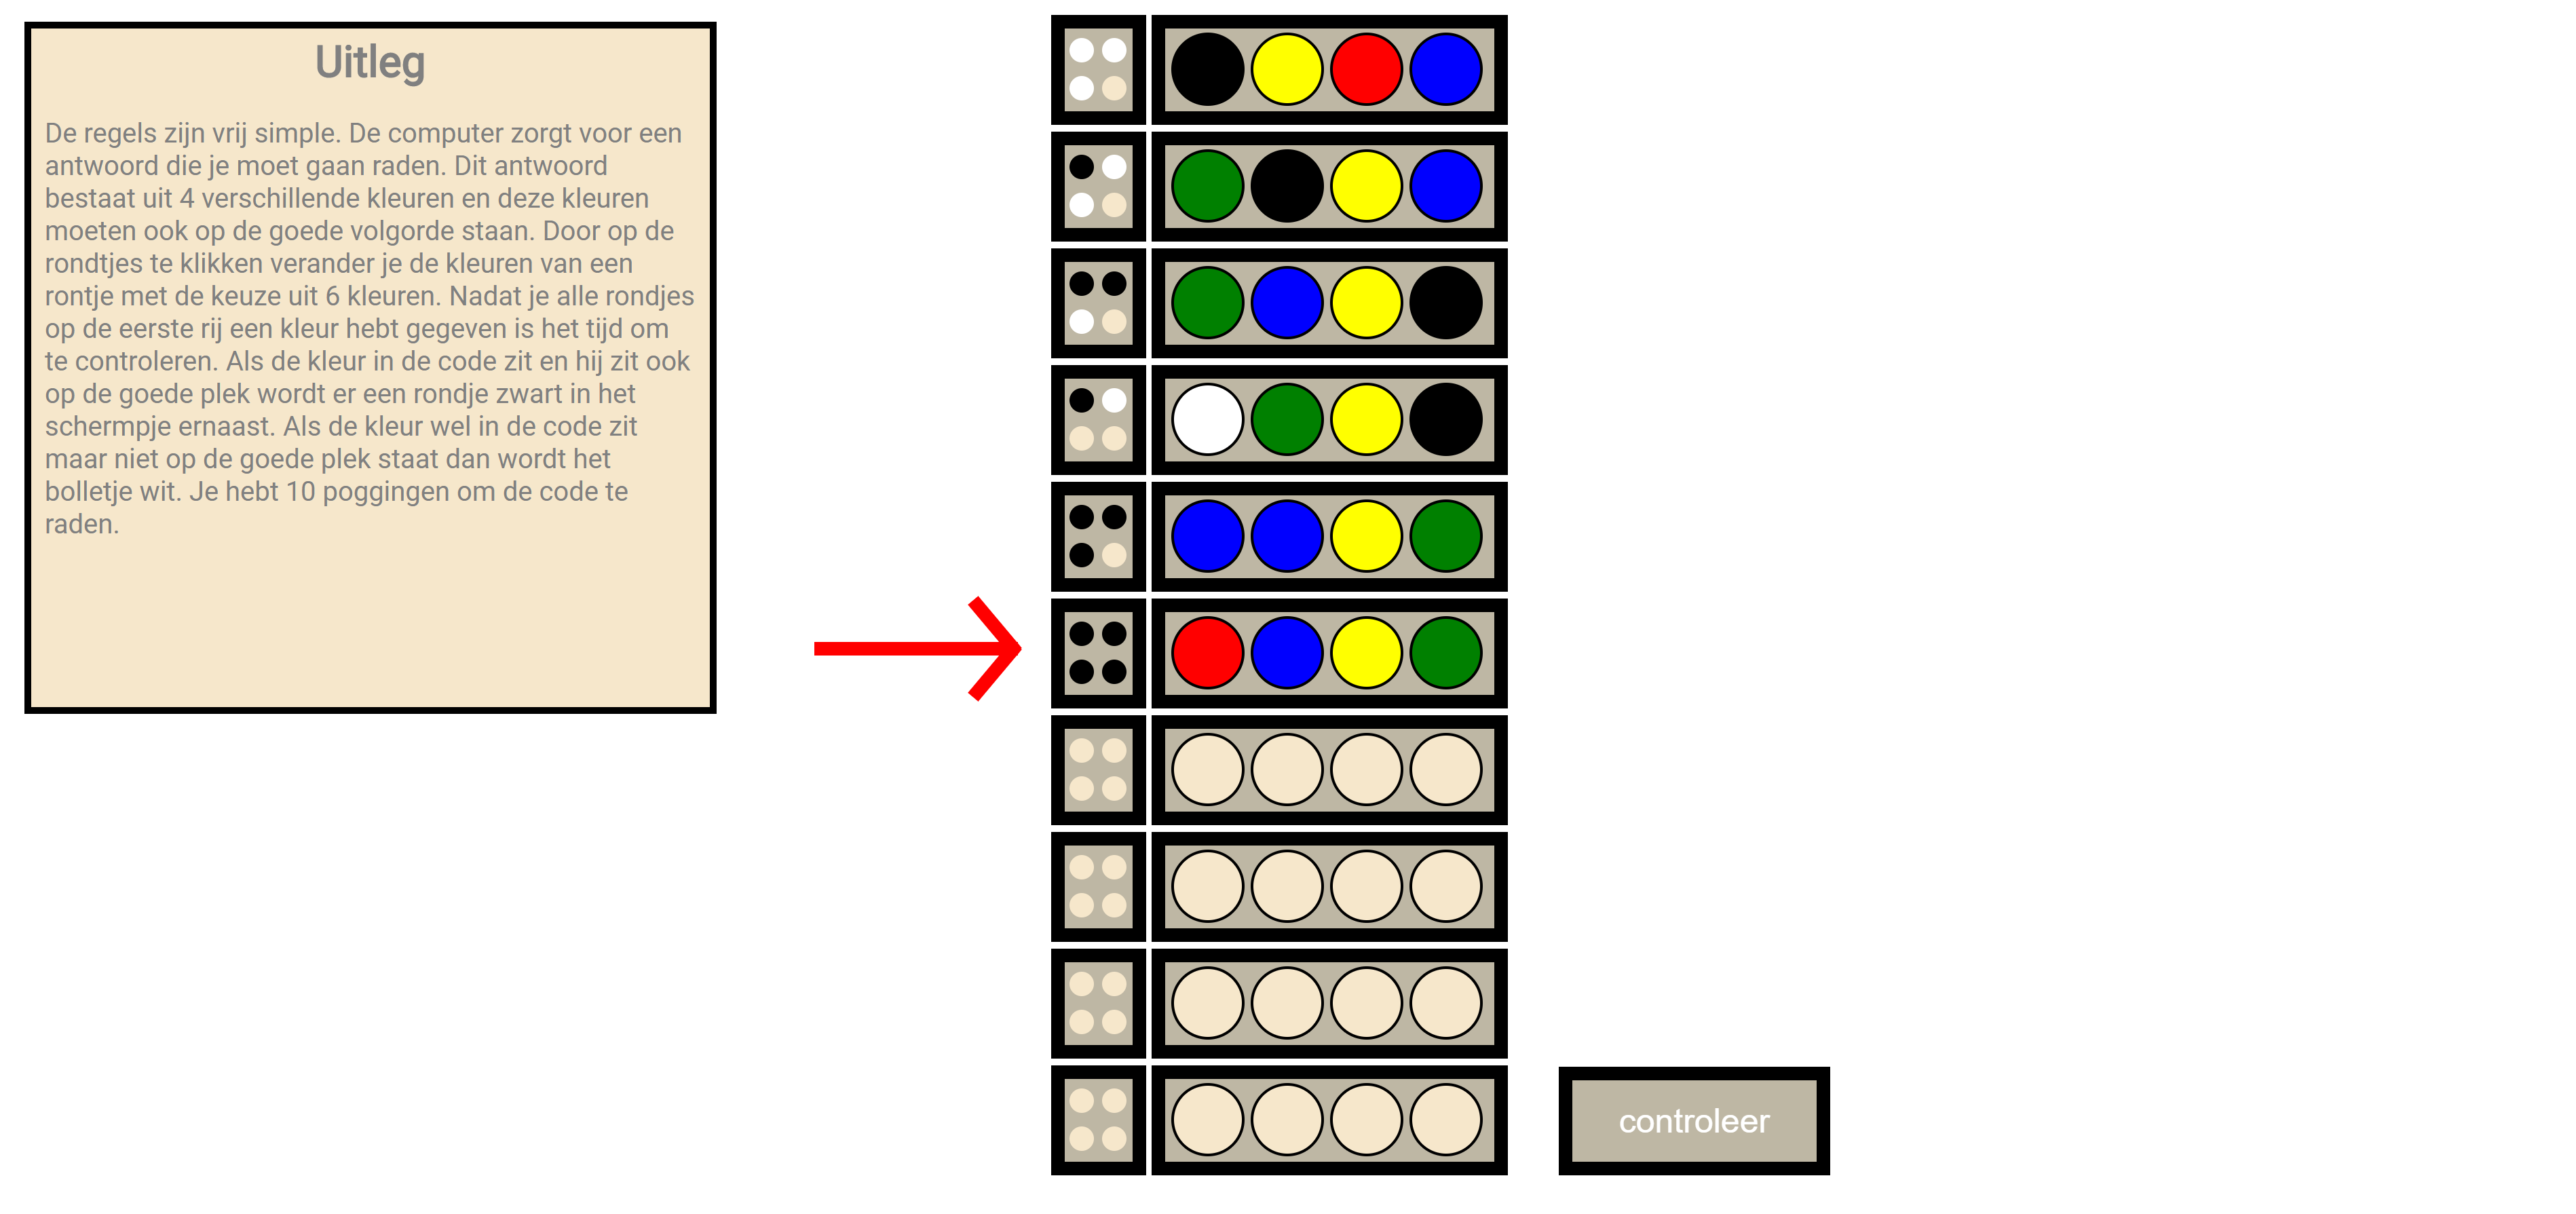 Uitleg
De regels zijn vrij simple. De computer zorgt voor een
antwoord die je moet gaan raden. Dit antwoord
bestaat uit 4 verschillende kleuren en deze kleuren
moeten ook op de goede volgorde staan. Door op de
rondtjes te klikken verander je de kleuren van een
rontje met de keuze uit 6 kleuren. Nadat je alle rondjes
op de eerste rij een kleur hebt gegeven is het tijd om
te controleren. Als de kleur in de code zit en hij zit ook
op de goede plek wordt er een rondje zwart in het
schermpje ernaast. Als de kleur wel in de code zit
maar niet op de goede plek staat dan wordt het
bolletje wit. Je hebt 10 poggingen om de code te
raden.
controleer